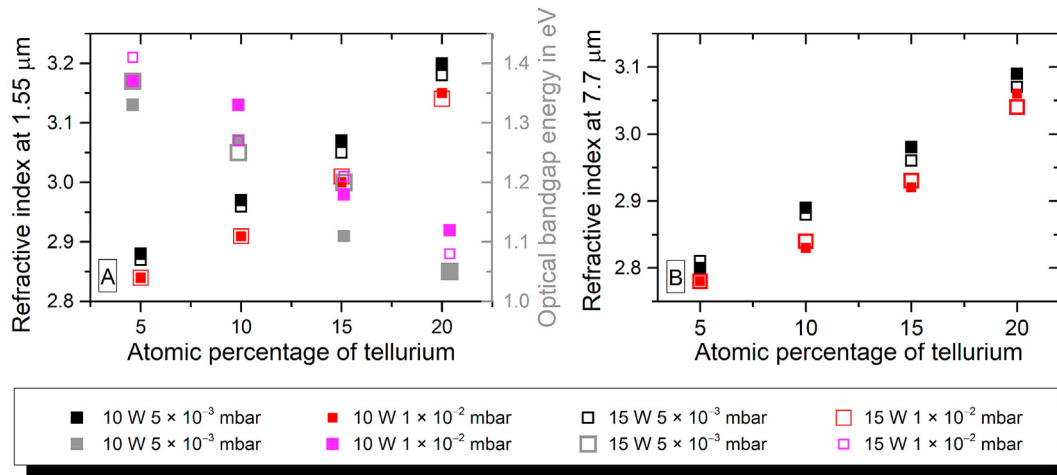 Refractive index at 1.55 μm
3.2
3.1
3.0
2.9
2.8
A
5
10
15
20
Atomic percentage of tellurium
1.4
1.3
1.2
1.1
1.0
Optical bandgap energy in eV
Refractive index at 7.7 μm
3.1
3.0
2.9
2.8
B
5
10
15
20
Atomic percentage of tellurium
10 W 5 × 10⁻³ mbar
10 W 1 × 10⁻² mbar
15 W 5 × 10⁻³ mbar
15 W 1 × 10⁻² mbar
10 W 5 × 10⁻³ mbar
10 W 1 × 10⁻² mbar
15 W 5 × 10⁻³ mbar
15 W 1 × 10⁻² mbar